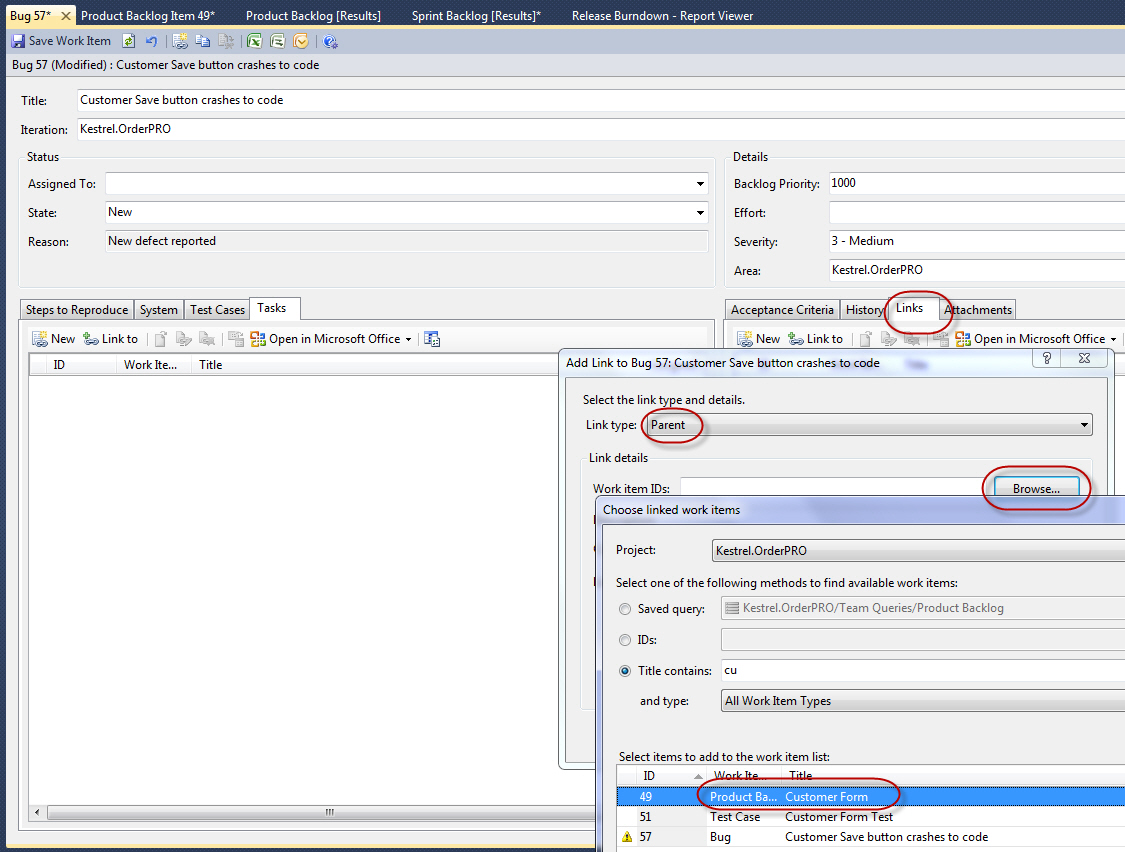 Bug 57* Product Backlog Item 49* Product Backlog [Results] Sprint Backlog [Results]* Release Burndown - Report Viewer
Save Work Item
Bug 57 (Modified) : Customer Save button crashes to code
Title: Customer Save button crashes to code
Iteration: Kestrel.OrderPRO
Status
Assigned To:
State: New
Reason: New defect reported
Details
Backlog Priority: 1000
Effort:
Severity: 3 - Medium
Area: Kestrel.OrderPRO
Steps to Reproduce System Test Cases Tasks
New Link to Open in Microsoft Office
ID Work Ite... Title
Acceptance Criteria History Links Attachments
New Link to Open in Microsoft Office
Add Link to Bug 57: Customer Save button crashes to code
Select the link type and details.
Link type: Parent
Link details
Work item IDs: Browse...
Choose linked work items
Project: Kestrel.OrderPRO
Select one of the following methods to find available work items:
Saved query: Kestrel.OrderPRO/Team Queries/Product Backlog
IDs:
Title contains: cu
and type: All Work Item Types
Select items to add to the work item list:
ID Work Ite... Title
49 Product Ba... Customer Form
51 Test Case Customer Form Test
57 Bug Customer Save button crashes to code